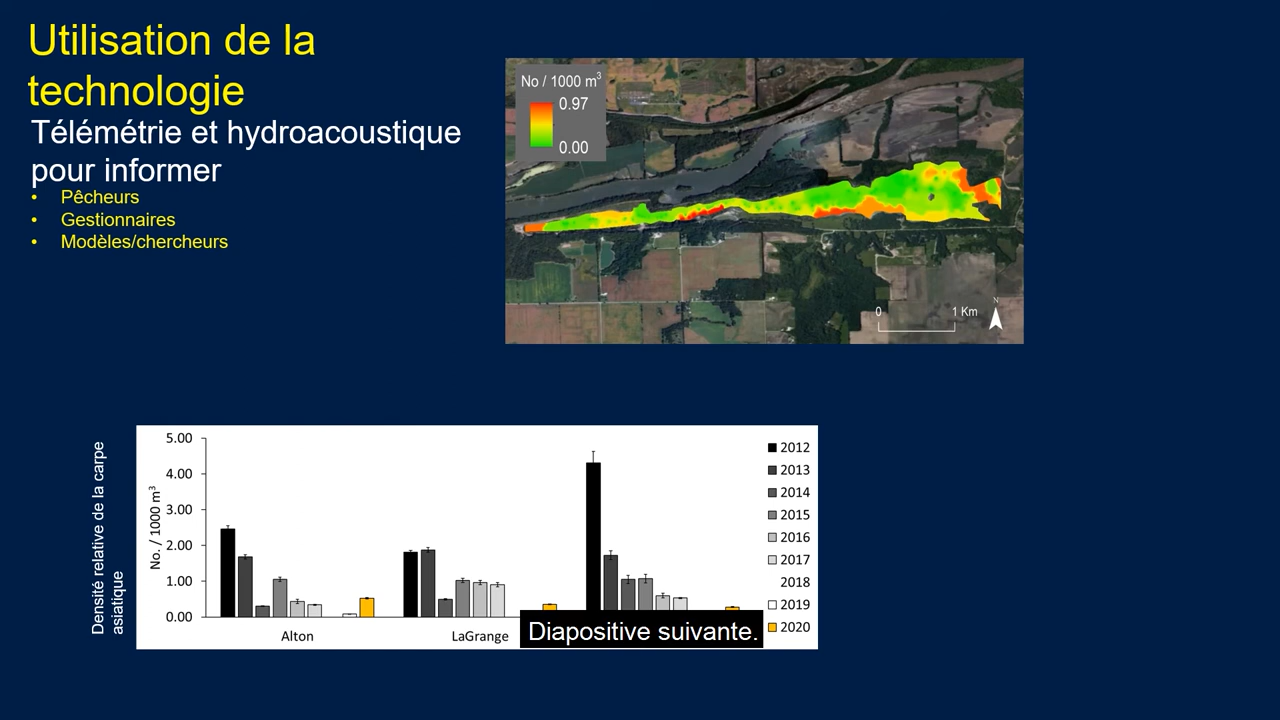 Utilisation de la
technologie
Télémétrie et hydroacoustique
pour informer
• Pêcheurs
• Gestionnaires
• Modèles/chercheurs
No / 1000 m³
0.97
0.00
0
1 Km
N
Densité relative de la carpe
asiatique
No. / 1000 m³
5.00
4.00
3.00
2.00
1.00
0.00
Alton
LaGrange
2012
2013
2014
2015
2016
2017
2018
2019
2020
Diapositive suivante.